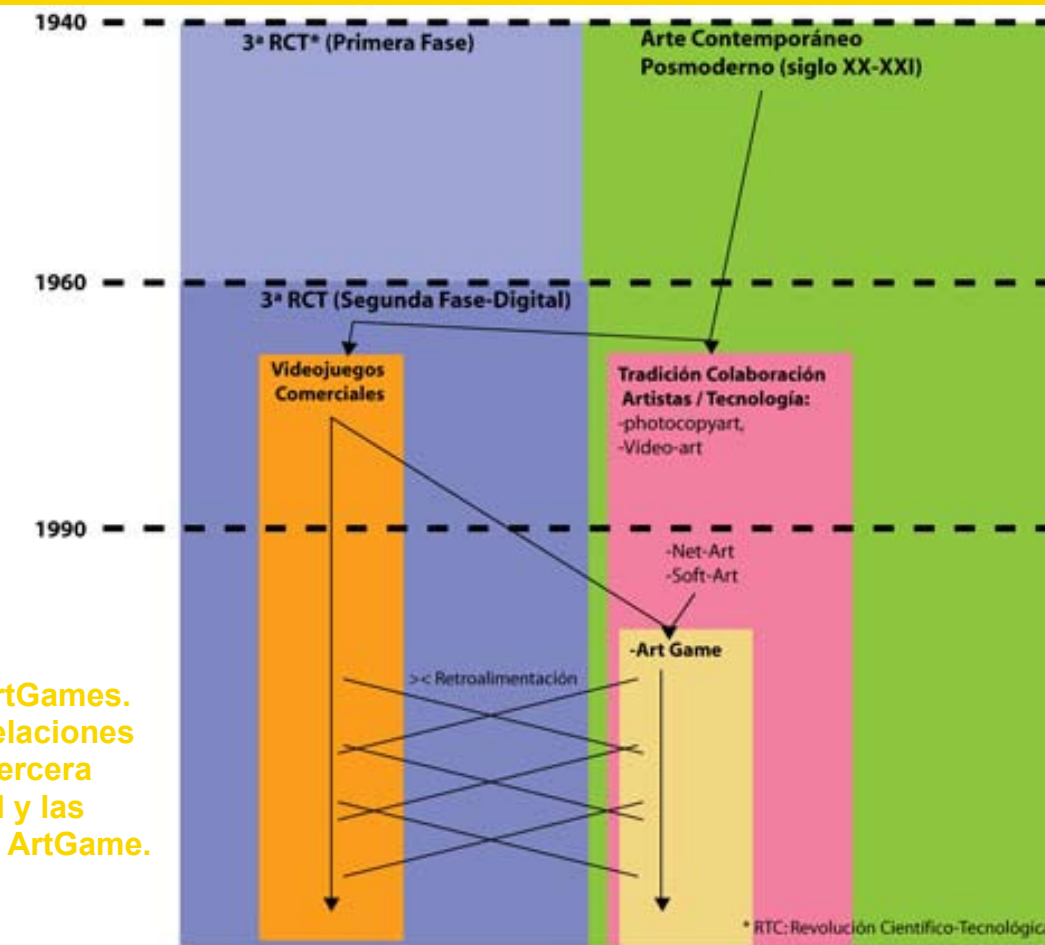 1940
3ª RCT* (Primera Fase)
Arte Contemporáneo
Posmoderno (siglo XX-XXI)
1960
3ª RCT (Segunda Fase-Digital)
Videojuegos
Comerciales
Tradición Colaboración
Artistas / Tecnología:
-photocopyart,
-Video-art
1990
-Net-Art
-Soft-Art
-Art Game
>< Retroalimentación
rtGames.
elaciones
ercera
y las
ArtGame.
* RTC: Revolución Científico-Tecnológica